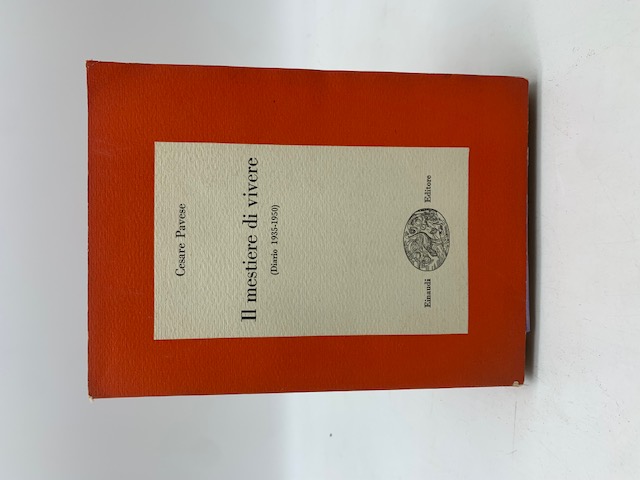 Cesare Pavese
Il mestiere di vivere
(Diario 1935-1950)
Einaudi Editore